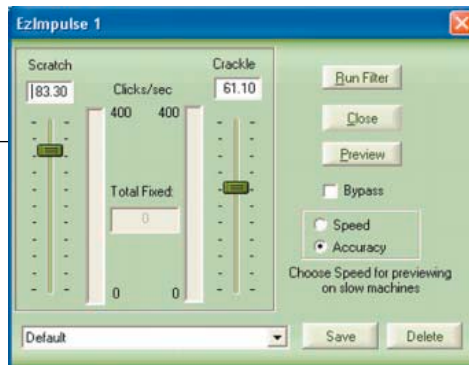 EzImpulse 1
Scratch
Crackle
83.30
Clicks/sec
61.10
400 400
Total Fixed:
0
0 0
Run Filter
Close
Preview
Bypass
Speed
Accuracy
Choose Speed for previewing
on slow machines
Default
Save
Delete